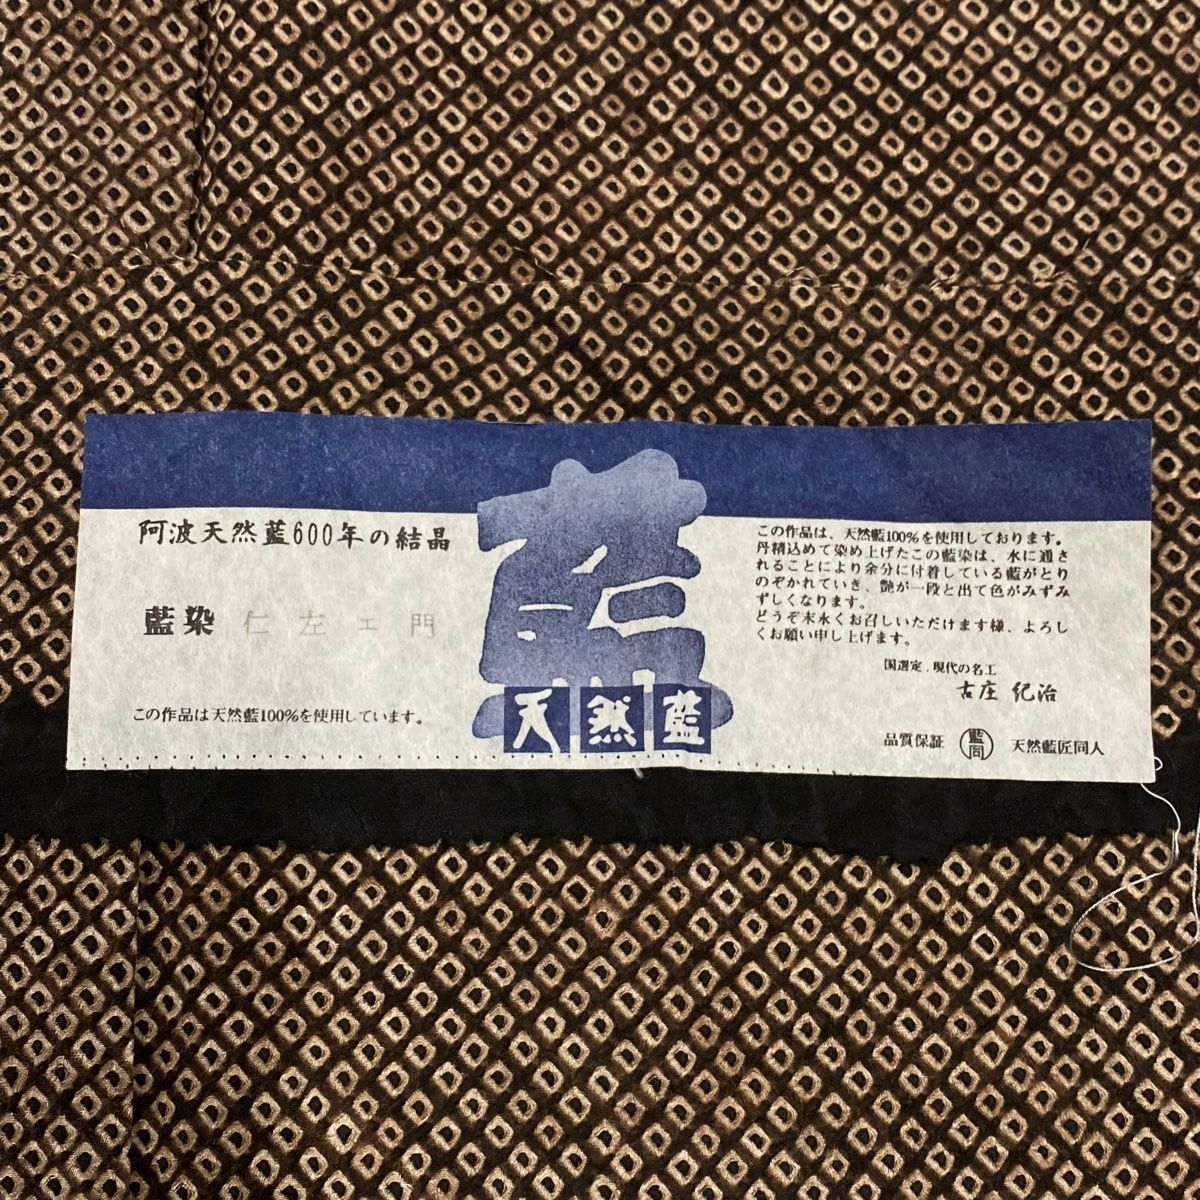 阿波天然藍600年の結晶
藍染 仁左エ門
この作品は天然藍100%を使用しています。
藍
天然藍
この作品は、天然藍100%を使用しております。
丹精込めて染め上げたこの藍染は、水に通さ
れることにより余分に付着している藍がとり
のぞかれていき、艶が一段と出て色がみずみ
ずしくなります。
どうぞ末永くお召しいただけます様、よろし
くお願い申し上げます。
国選定．現代の名工
古庄 紀治
品質保証 藍同 天然藍匠同人